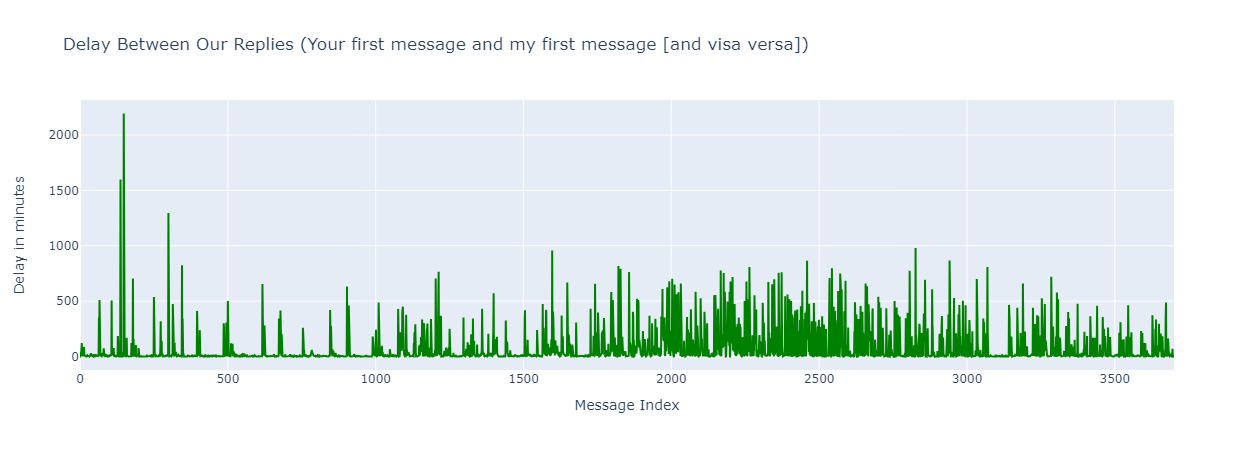 Delay Between Our Replies (Your first message and my first message [and visa versa])
Delay in minutes
2000
1500
1000
500
0
0 500 1000 1500 2000 2500 3000 3500
Message Index